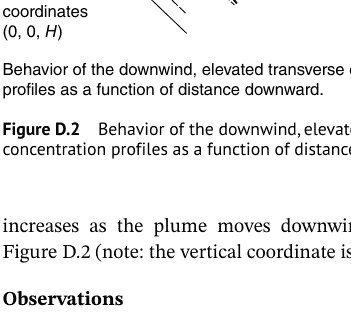 coordinates
(0, 0, H)
Behavior of the downwind, elevated transverse
profiles as a function of distance downward.
Figure D.2 Behavior of the downwind, elevat
concentration profiles as a function of distanc
increases as the plume moves downwi
Figure D.2 (note: the vertical coordinate is
Observations